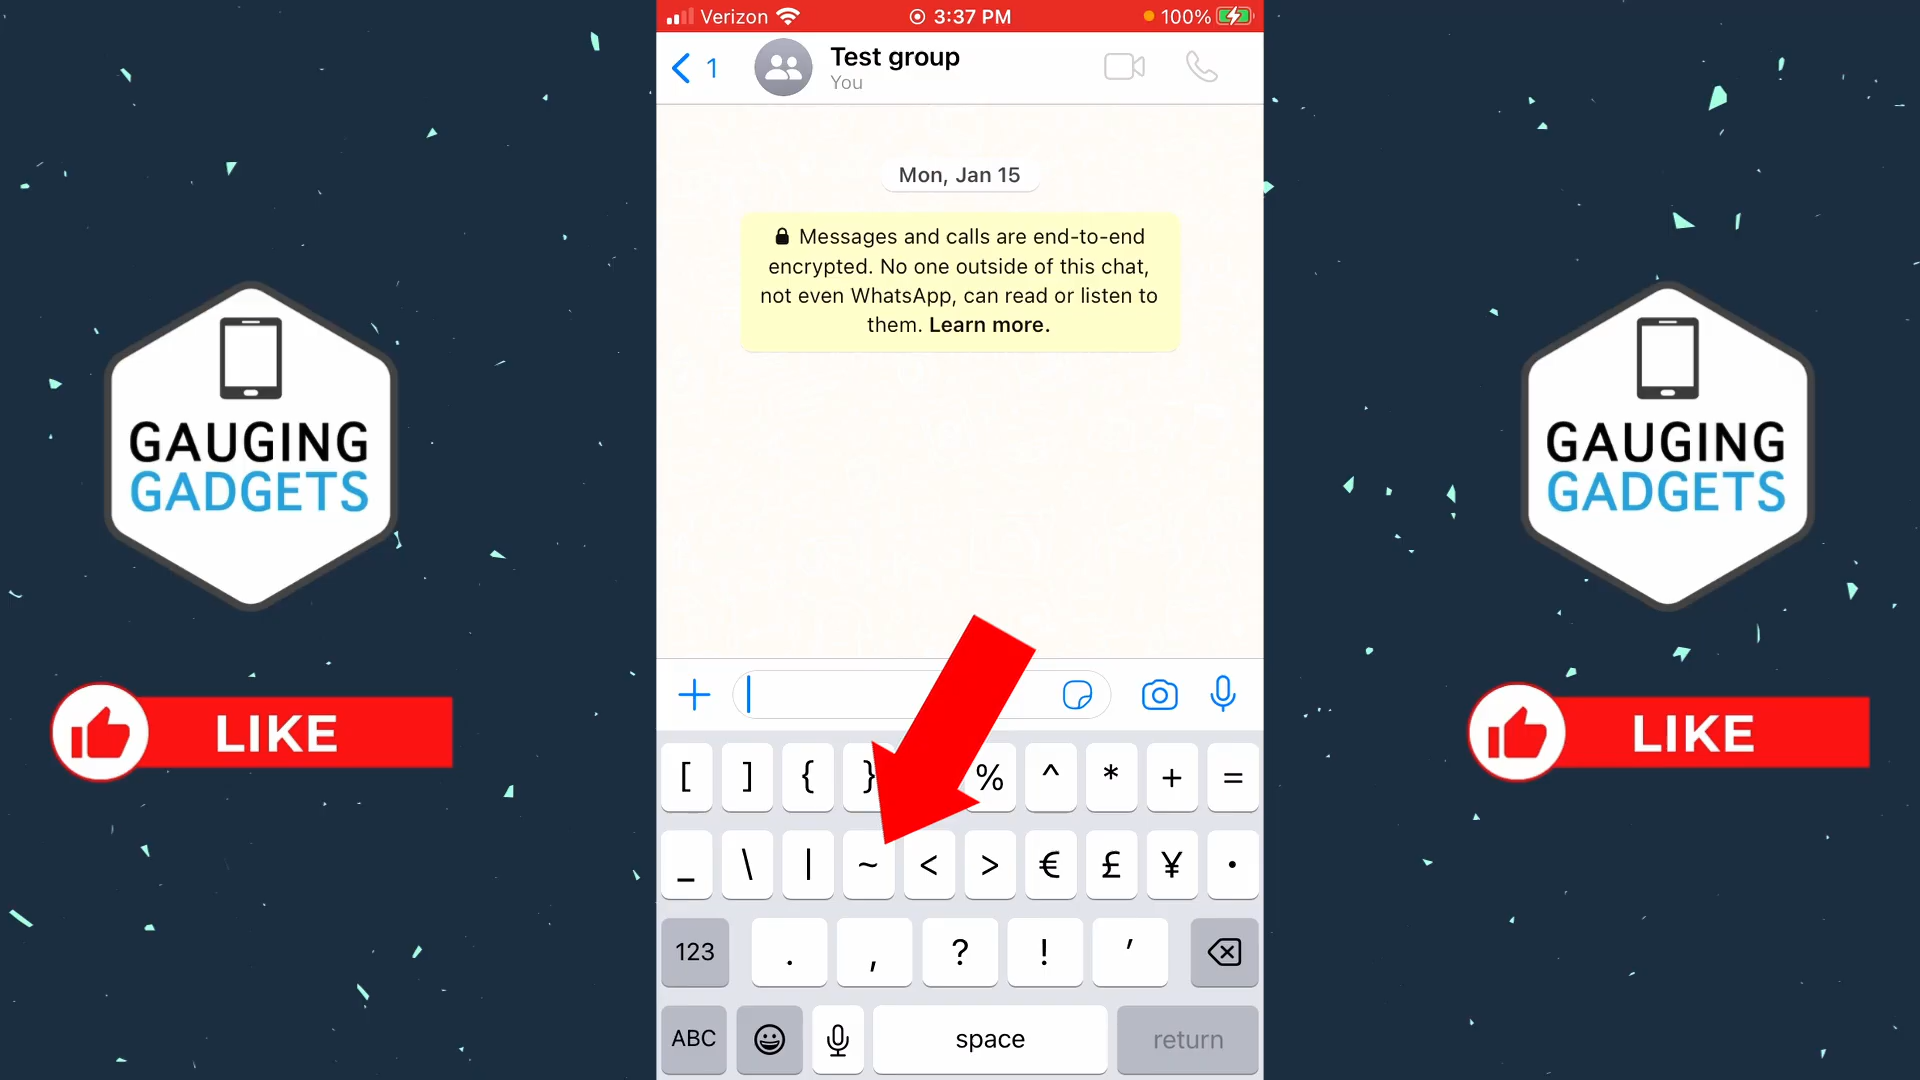 Verizon 3:37 PM 100%
1 Test group
You
Mon, Jan 15
Messages and calls are end-to-end
encrypted. No one outside of this chat,
not even WhatsApp, can read or listen to
them. Learn more.
GAUGING
GADGETS
LIKE
GAUGING
GADGETS
LIKE
[ ] { } % ^ * + =
_ \ | ~ < > € £ ¥ •
123 . , ? ! ’
ABC space return